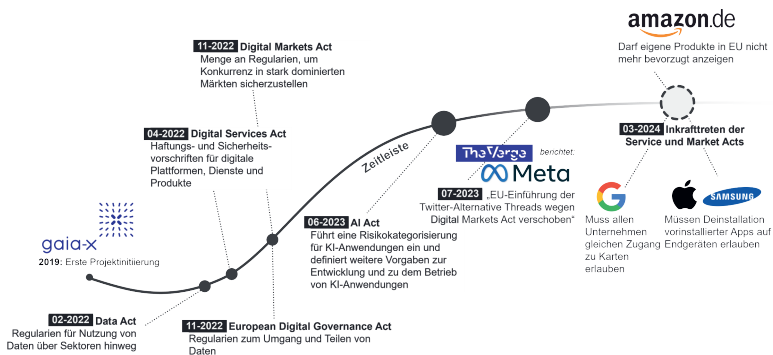 amazon.de
Darf eigene Produkte in EU nicht
mehr bevorzugt anzeigen
11-2022 Digital Markets Act
Menge an Regularien, um
Konkurrenz in stark dominierten
Märkten sicherzustellen
04-2022 Digital Services Act
Haftungs- und Sicherheits-
vorschriften für digitale
Plattformen, Dienste und
Produkte
Zeitleiste
03-2024 Inkrafttreten der
Service und Market Acts
The Verge berichtet:
Meta
07-2023 „EU-Einführung der
Twitter-Alternative Threads wegen
Digital Markets Act verschoben“
SAMSUNG
Muss allen
Unternehmen
gleichen Zugang
zu Karten
erlauben
Müssen Deinstallation
vorinstallierter Apps auf
Endgeräten erlauben
gaia-x
2019: Erste Projektinitiierung
06-2023 AI Act
Führt eine Risikokategorisierung
für KI-Anwendungen ein und
definiert weitere Vorgaben zur
Entwicklung und zu dem Betrieb
von KI-Anwendungen
02-2022 Data Act
Regularien für Nutzung von
Daten über Sektoren hinweg
11-2022 European Digital Governance Act
Regularien zum Umgang und Teilen von
Daten